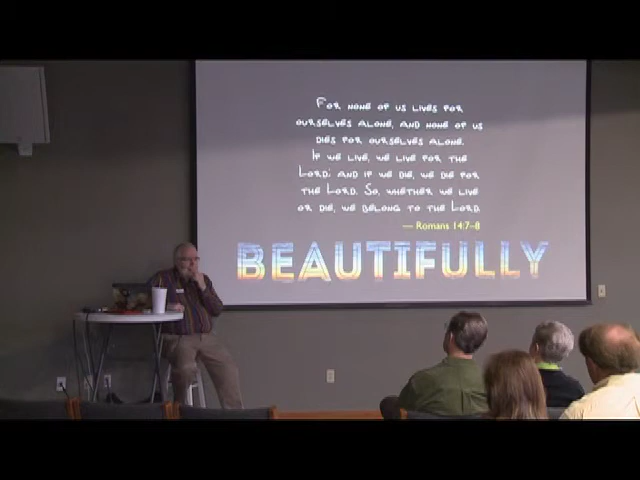 For none of us lives for
ourselves alone, and none of us
dies for ourselves alone.
If we live, we live for the
Lord; and if we die, we die for
the Lord. So, whether we live
or die, we belong to the Lord.
— Romans 14:7–8
BEAUTIFULLY